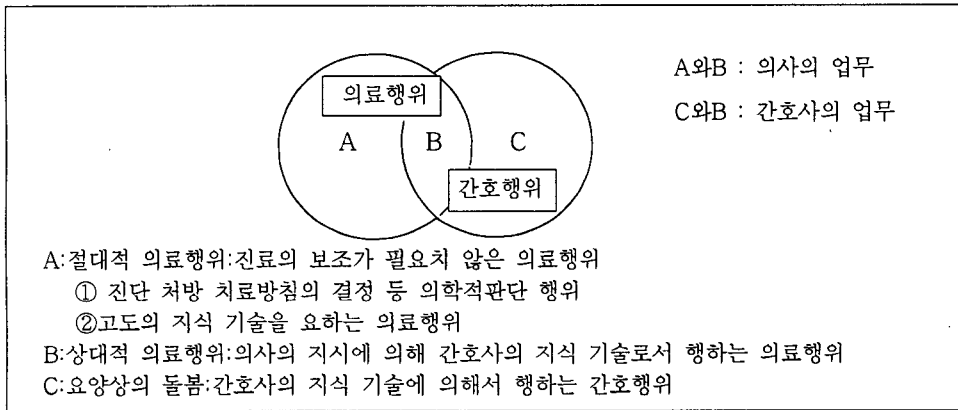 의료행위
A와B : 의사의 업무
C와B : 간호사의 업무
A B C
간호행위
A:절대적 의료행위:진료의 보조가 필요치 않은 의료행위
① 진단 처방 치료방침의 결정 등 의학적판단 행위
②고도의 지식 기술을 요하는 의료행위
B:상대적 의료행위:의사의 지시에 의해 간호사의 지식 기술로서 행하는 의료행위
C:요양상의 돌봄:간호사의 지식 기술에 의해서 행하는 간호행위